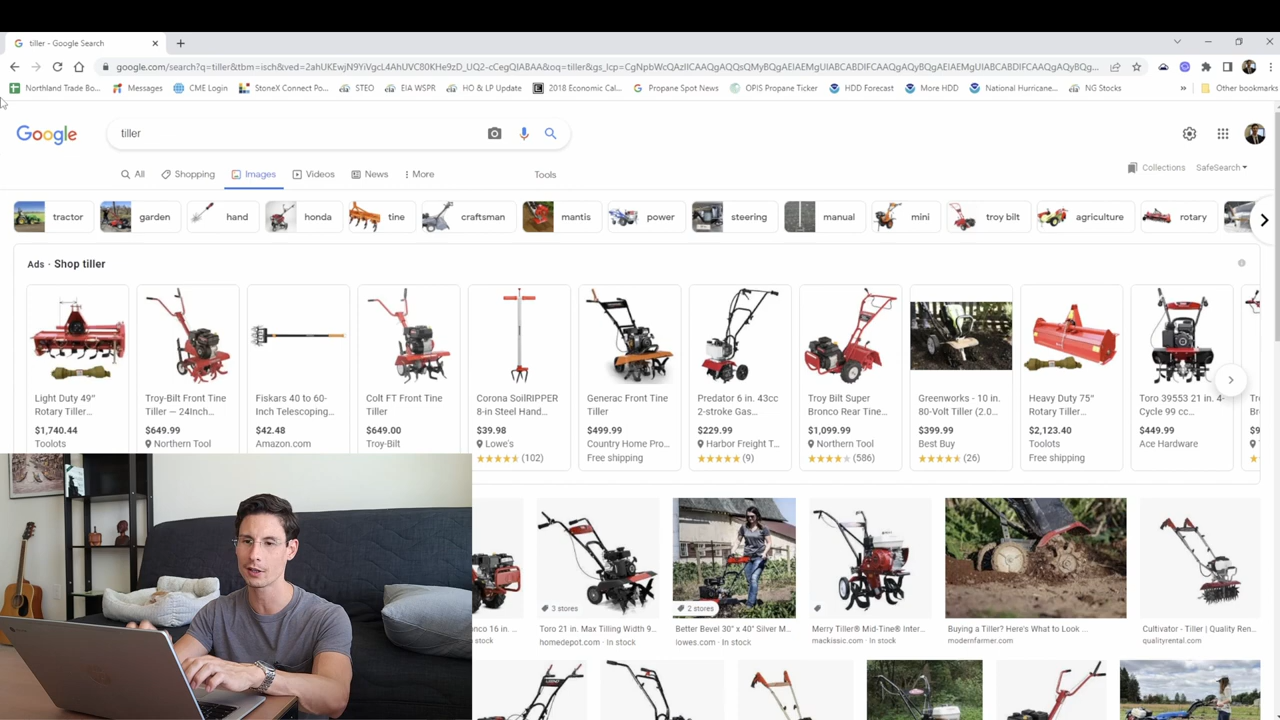 tiller - Google Search
google.com/search?q=tiller&tbm=isch&ved=2ahUKEwjN9YiVgcL4AhUVC80KHe9zD_UQ2-cCegQIABAA&oq=tiller&gs_lcp=CgNpbWcQAzIICAAQgAQQsQMyBQgAEIAEMgUIABCABDIFCAAQgAQyBQgAEIAEMgUIABCABDIFCAAQgAQyBQg...
Northland Trade Bo...
Messages
CME Login
StoneX Connect Po...
STEO
EIA WSPR
HO & LP Update
2018 Economic Cal...
Propane Spot News
OPIS Propane Ticker
HDD Forecast
More HDD
National Hurricane...
NG Stocks
»
Other bookmarks
Google
tiller
All
Shopping
Images
Videos
News
More
Tools
Collections
SafeSearch
tractor
garden
hand
honda
tine
craftsman
mantis
power
steering
manual
mini
troy bilt
agriculture
rotary
Ads · Shop tiller
Light Duty 49"
Rotary Tiller...
$1,740.44
Toolots
Troy-Bilt Front Tine
Tiller — 24Inch...
$649.99
Northern Tool
Fiskars 40 to 60-
Inch Telescoping...
$42.48
Amazon.com
Colt FT Front Tine
Tiller
$649.00
Troy-Bilt
Corona SoilRIPPER
8-in Steel Hand...
$39.98
Lowe's
(102)
Generac Front Tine
Tiller
$499.99
Country Home Pro...
Free shipping
Predator 6 in. 43cc
2-stroke Gas...
$229.99
Harbor Freight T...
(9)
Troy Bilt Super
Bronco Rear Tine...
$1,099.99
Northern Tool
(586)
Greenworks - 10 in.
80-Volt Tiller (2.0...
$399.99
Best Buy
(26)
Heavy Duty 75"
Rotary Tiller...
$2,123.40
Toolots
Free shipping
Toro 39553 21 in. 4-
Cycle 99 cc...
$449.99
Ace Hardware
3 stores
2 stores
nco 16 in. ...
stock
Toro 21 in. Max Tilling Width 9...
homedepot.com · In stock
Better Bevel 30" x 40" Silver M...
lowes.com · In stock
Merry Tiller® Mid-Tine® Inter...
mackissic.com · In stock
Buying a Tiller? Here's What to Look ...
modernfarmer.com
Cultivator - Tiller | Quality Ren...
qualityrental.com